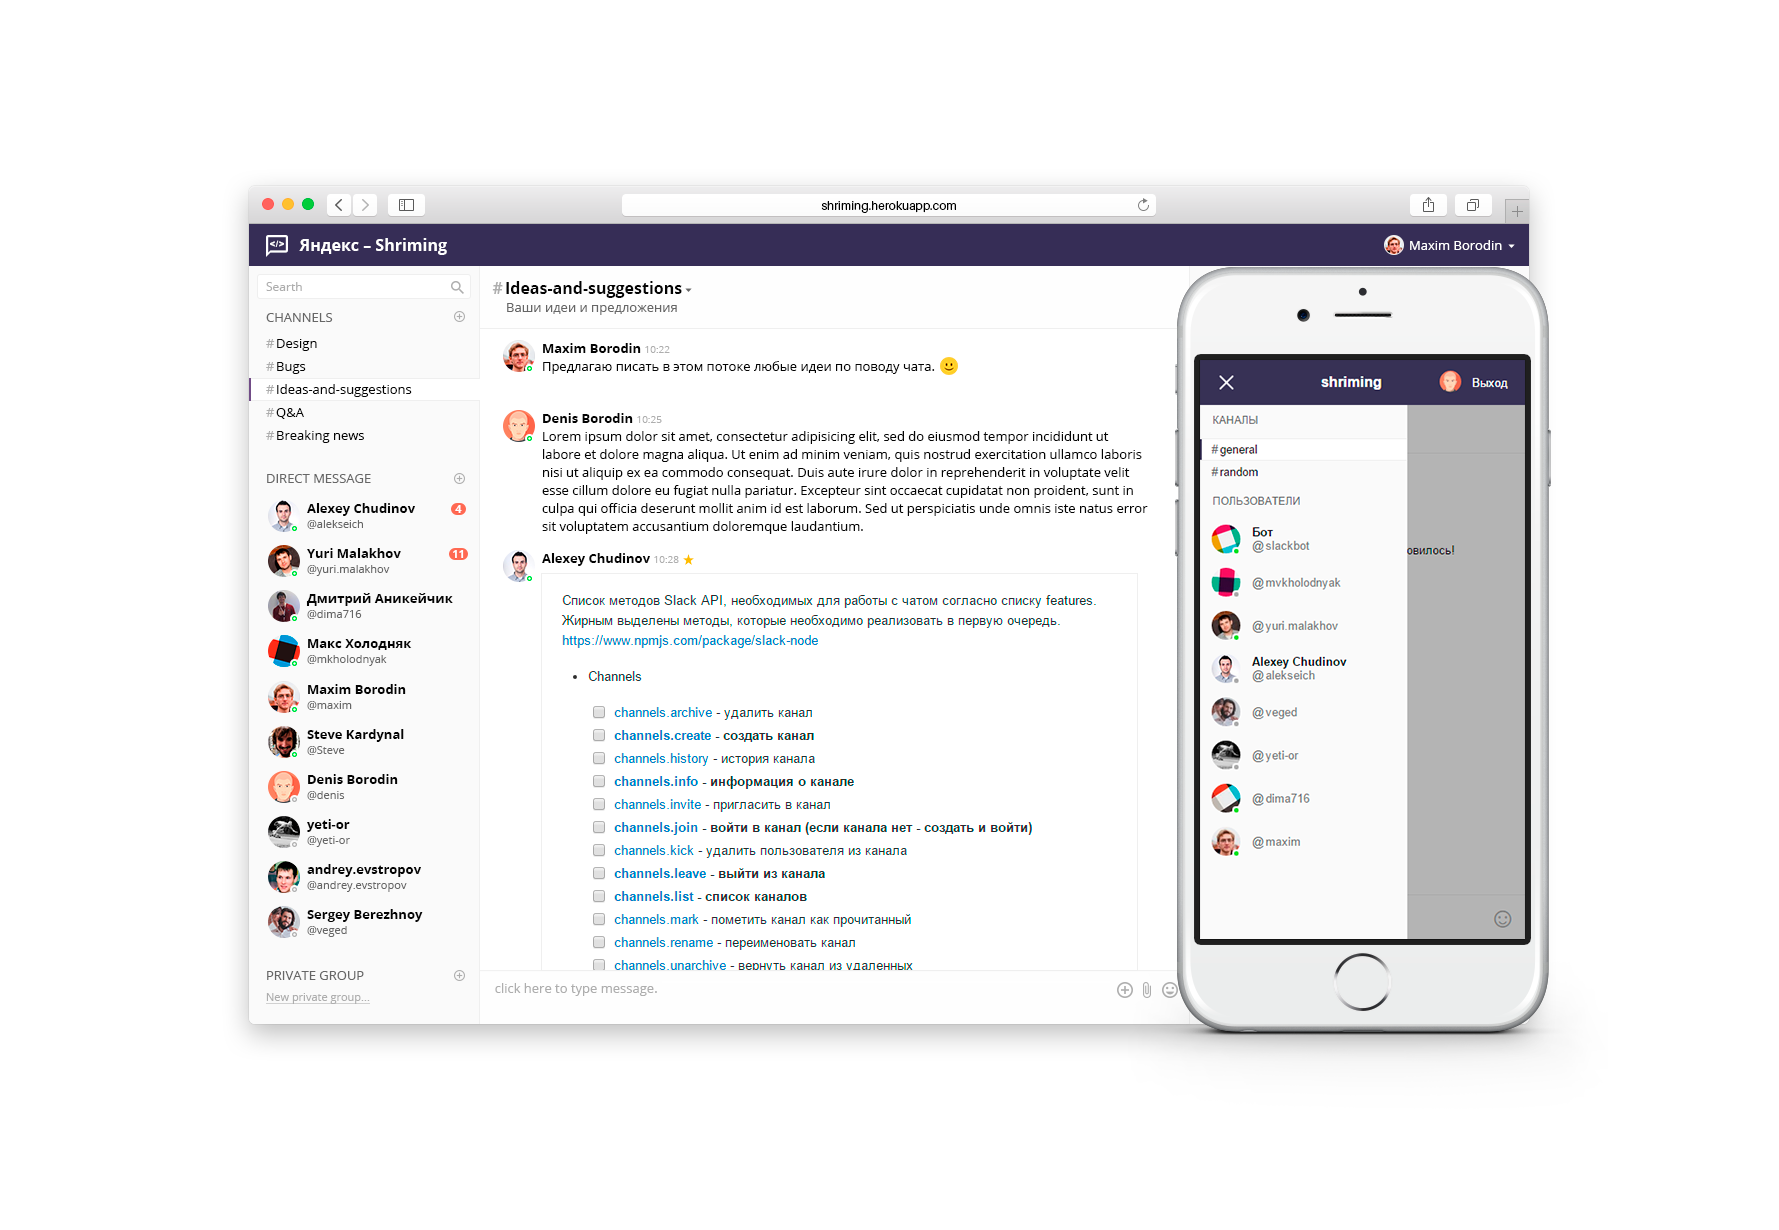 shriming.herokuapp.com
Яндекс – Shriming
Maxim Borodin
Searth
CHANNELS
#Design
#Bugs
#Ideas-and-suggestions
#Q&A
#Breaking news
DIRECT MESSAGE
Alexey Chudinov
4
@alekseich
Yuri Malakhov
11
@yuri.malakhov
Дмитрий Аникейчик
@dima716
Макс Холодняк
@mkholodnyak
Maxim Borodin
@maxim
Steve Kardynal
@Steve
Denis Borodin
@denis
yeti-or
@yeti-or
andrey.evstropov
@andrey.evstropov
Sergey Berezhnoy
@veged
PRIVATE GROUP
New private group...
#Ideas-and-suggestions
Ваши идеи и предложения
Maxim Borodin 10:22
Предлагаю писать в этом потоке любые идеи по поводу чата.
Denis Borodin 10:25
Lorem ipsum dolor sit amet, consectetur adipisicing elit, sed do eiusmod tempor incididunt ut
labore et dolore magna aliqua. Ut enim ad minim veniam, quis nostrud exercitation ullamco laboris
nisi ut aliquip ex ea commodo consequat. Duis aute irure dolor in reprehenderit in voluptate velit
esse cillum dolore eu fugiat nulla pariatur. Excepteur sint occaecat cupidatat non proident, sunt in
culpa qui officia deserunt mollit anim id est laborum. Sed ut perspiciatis unde omnis iste natus error
sit voluptatem accusantium doloremque laudantium.
Alexey Chudinov 10:28
Список методов Slack API, необходимых для работы с чатом согласно списку features.
Жирным выделены методы, которые необходимо реализовать в первую очередь.
https://www.npmjs.com/package/slack-node
• Channels
channels.archive - удалить канал
channels.create - создать канал
channels.history - история канала
channels.info - информация о канале
channels.invite - пригласить в канал
channels.join - войти в канал (если канала нет - создать и войти)
channels.kick - удалить пользователя из канала
channels.leave - выйти из канала
channels.list - список каналов
channels.mark - пометить канал как прочитанный
channels.rename - переименовать канал
channels.unarchive - вернуть канал из удаленных
click here to type message.
shriming
Выход
КАНАЛЫ
#general
#random
ПОЛЬЗОВАТЕЛИ
Бот
@slackbot
@mvkholodnyak
@yuri.malakhov
Alexey Chudinov
@alekseich
@veged
@yeti-or
@dima716
@maxim
овилось!